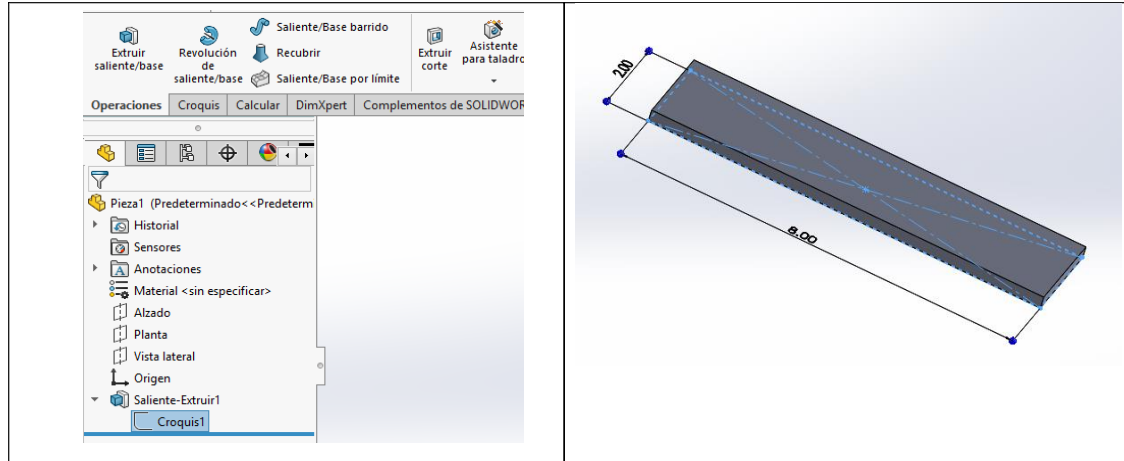 Extruir
saliente/base
Revolución
de
saliente/base
Saliente/Base barrido
Recubrir
Saliente/Base por límite
Extruir
corte
Asistente
para taladro
Operaciones Croquis Calcular DimXpert Complementos de SOLIDWOR
Pieza1 (Predeterminado<<Predeterm
Historial
Sensores
Anotaciones
Material <sin especificar>
Alzado
Planta
Vista lateral
Origen
Saliente-Extruir1
Croquis1
2.00
8.00